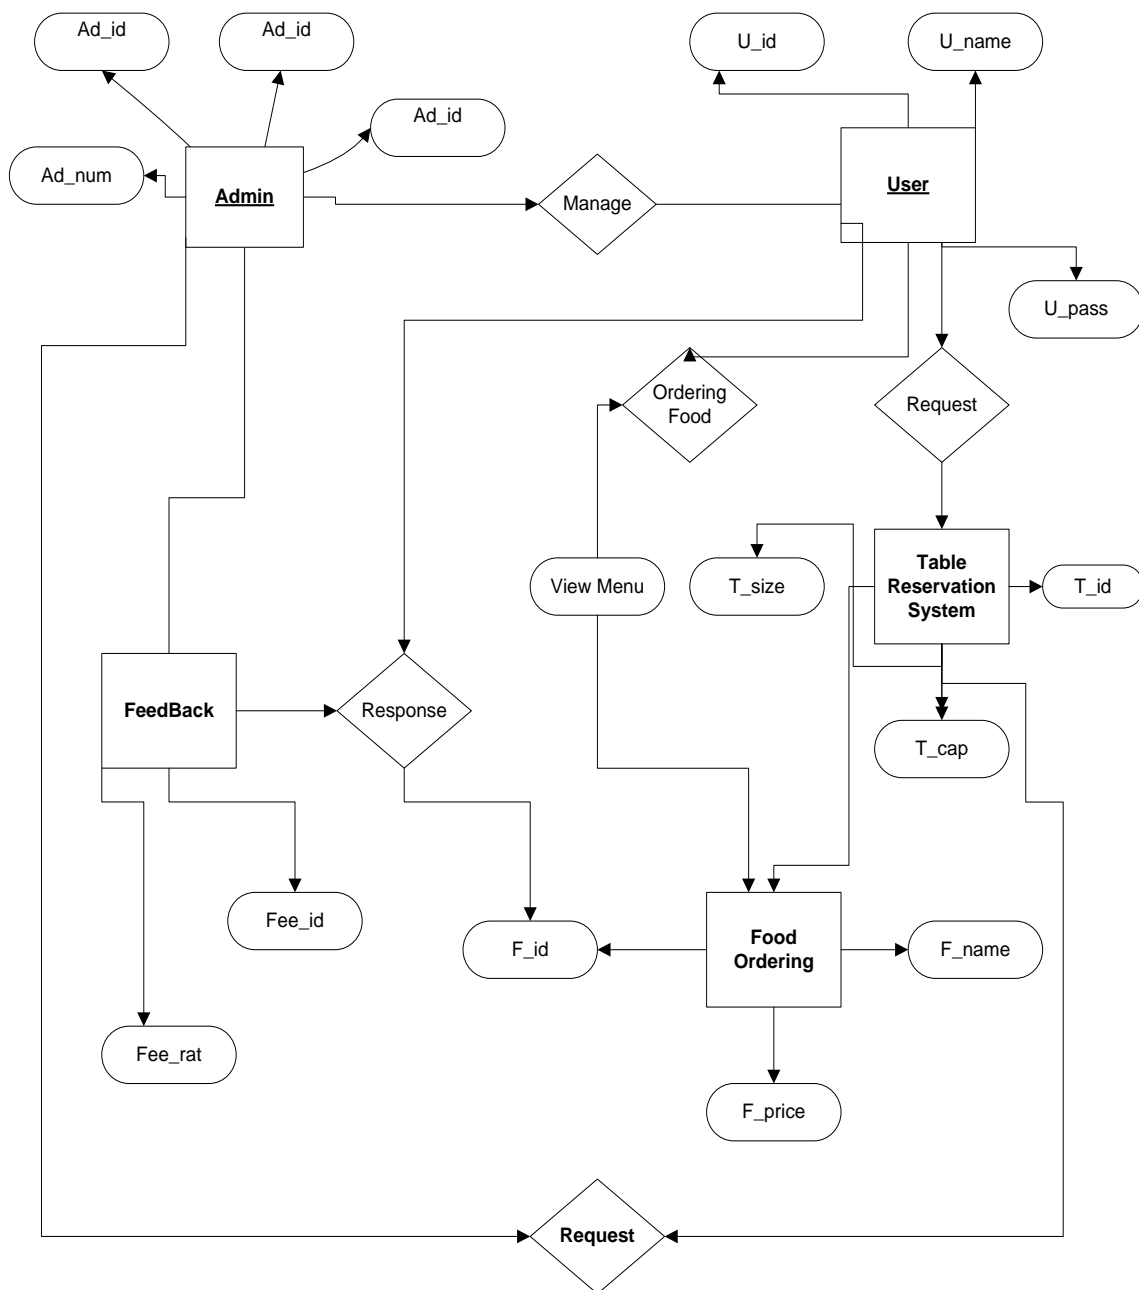 Ad_id
Ad_id
U_id
U_name
Ad_id
Ad_num
Admin
Manage
User
U_pass
Ordering
Food
Request
View Menu
T_size
Table
Reservation
System
T_id
FeedBack
Response
T_cap
Fee_id
F_id
Food
Ordering
F_name
Fee_rat
F_price
Request